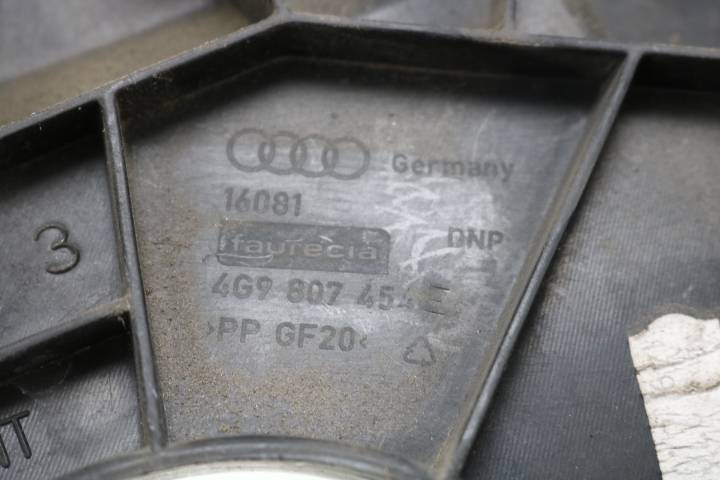 Germany
16081
faurecia DNP
4G9 807 454 E
>PP GF20<
3